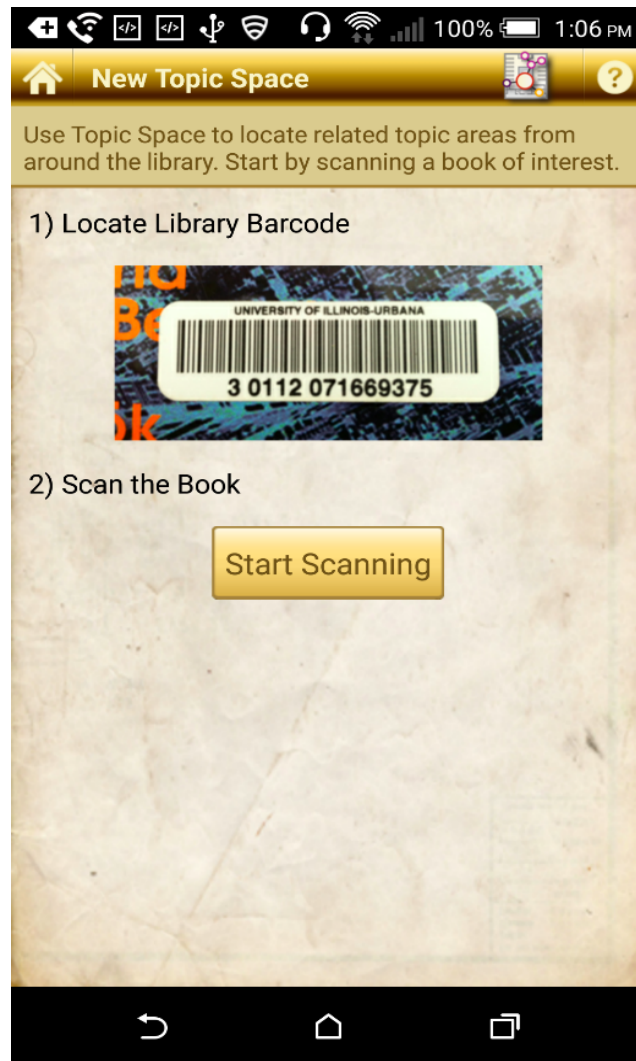 100% 1:06 PM
New Topic Space ?
Use Topic Space to locate related topic areas from
around the library. Start by scanning a book of interest.
1) Locate Library Barcode
UNIVERSITY OF ILLINOIS-URBANA
3 0112 071669375
2) Scan the Book
Start Scanning